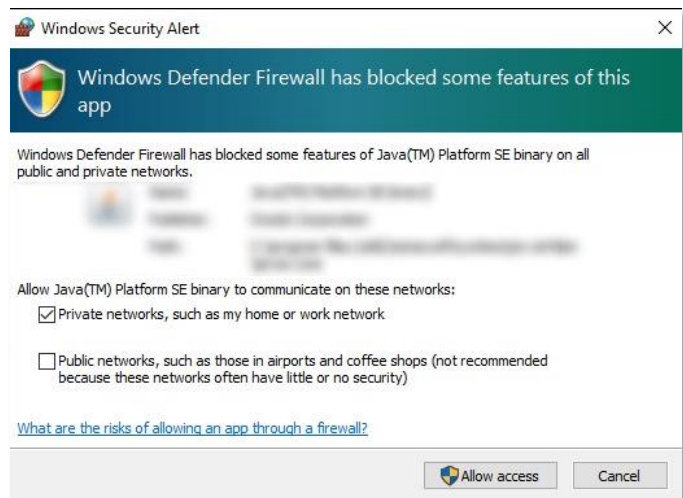 Windows Security Alert
Windows Defender Firewall has blocked some features of this
app
Windows Defender Firewall has blocked some features of Java(TM) Platform SE binary on all
public and private networks.
Allow Java(TM) Platform SE binary to communicate on these networks:
Private networks, such as my home or work network
Public networks, such as those in airports and coffee shops (not recommended
because these networks often have little or no security)
What are the risks of allowing an app through a firewall?
Allow access Cancel